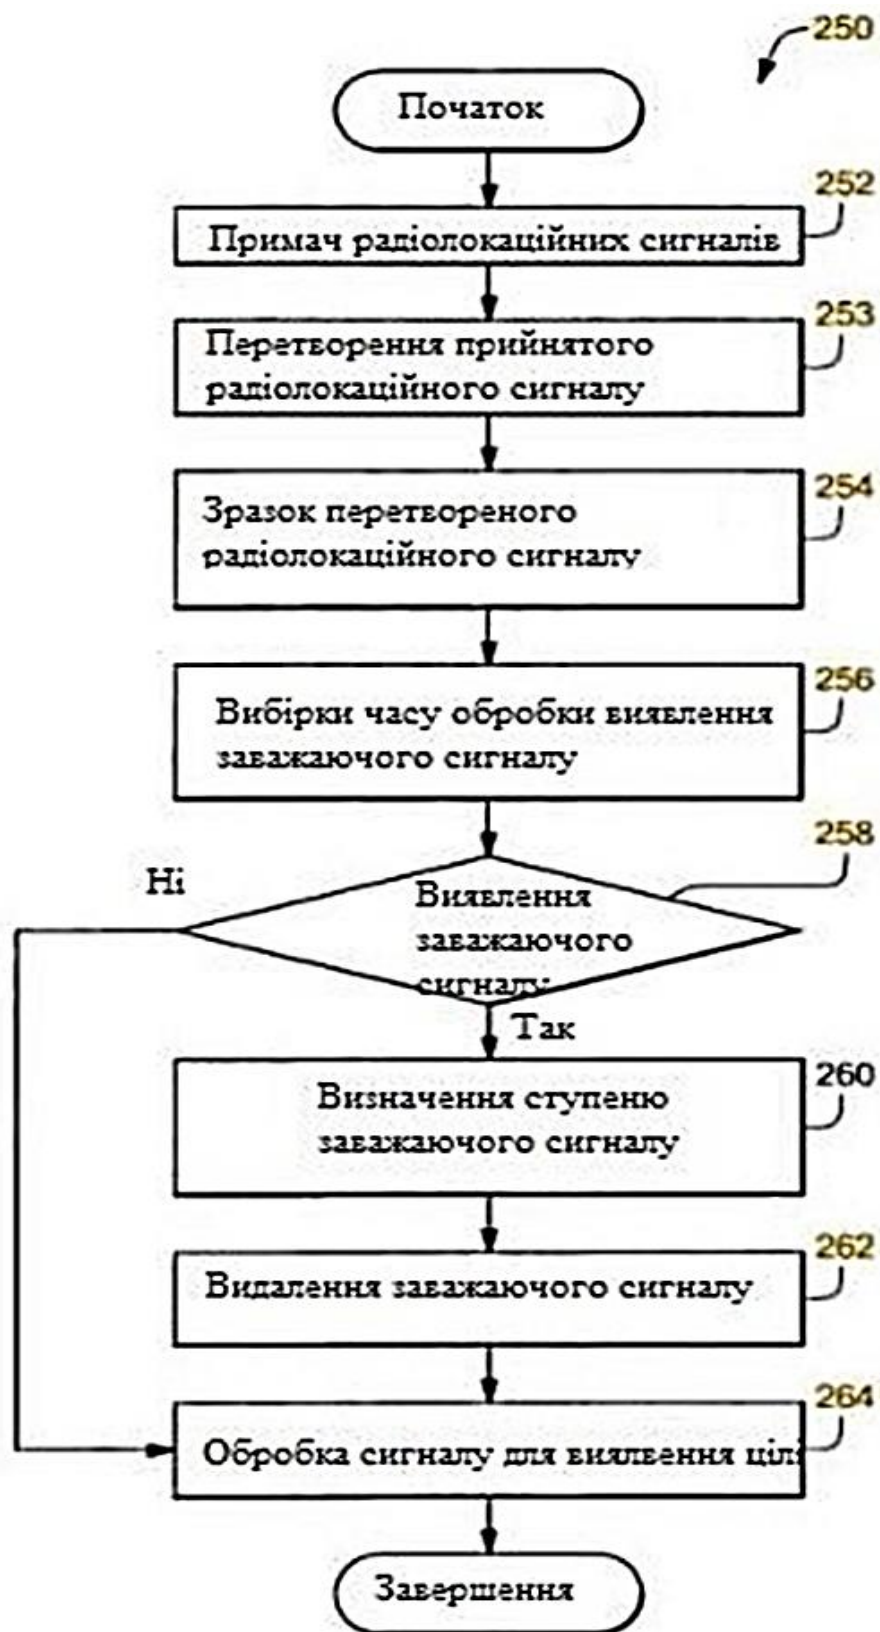 250
Початок
252
Примач радіолокаційних сигналів
253
Перетворення прийнятого
радіолокаційного сигналу
254
Зразок перетвореного
радіолокаційного сигналу
256
Вибірки часу обробки виявлення
заважаючого сигналу
258
Ні
Виявлення
заважаючого
сигналу
Так
260
Визначення ступеню
заважаючого сигналу
262
Видалення заважаючого сигналу
264
Обробка сигналу для виялвення
Завершення